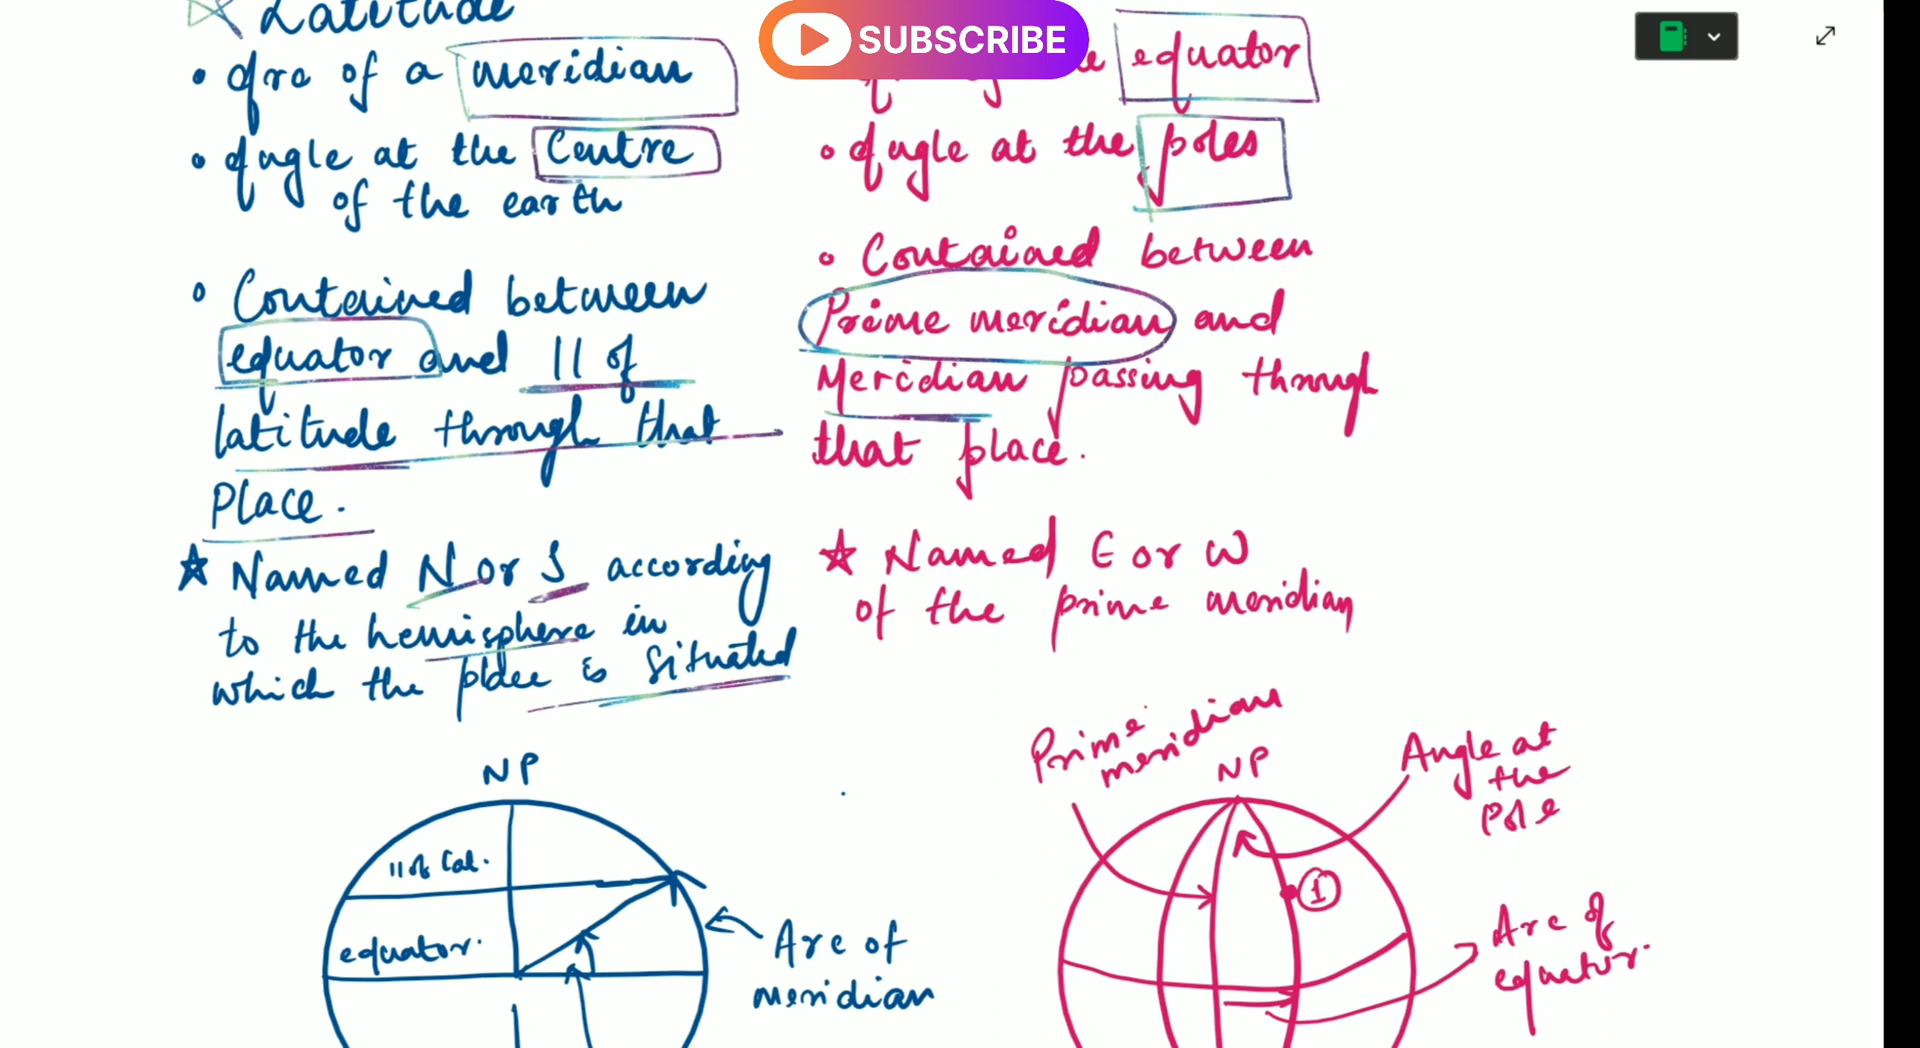 Latitude
• Arc of a meridian
• Angle at the Centre
of the earth
• Contained between
equator and || of
latitude through that
Place.
☆ Named N or S according
to the hemisphere in
which the place is situated
SUBSCRIBE
equator
• Angle at the poles
• Contained between
Prime meridian and
Meridian passing through
that place.
☆ Named E or W
of the prime meridian
NP
|| of Lat.
equator.
Arc of
meridian
Prime
meridian
NP
Angle at
the
Pole
1
Arc of
equator.